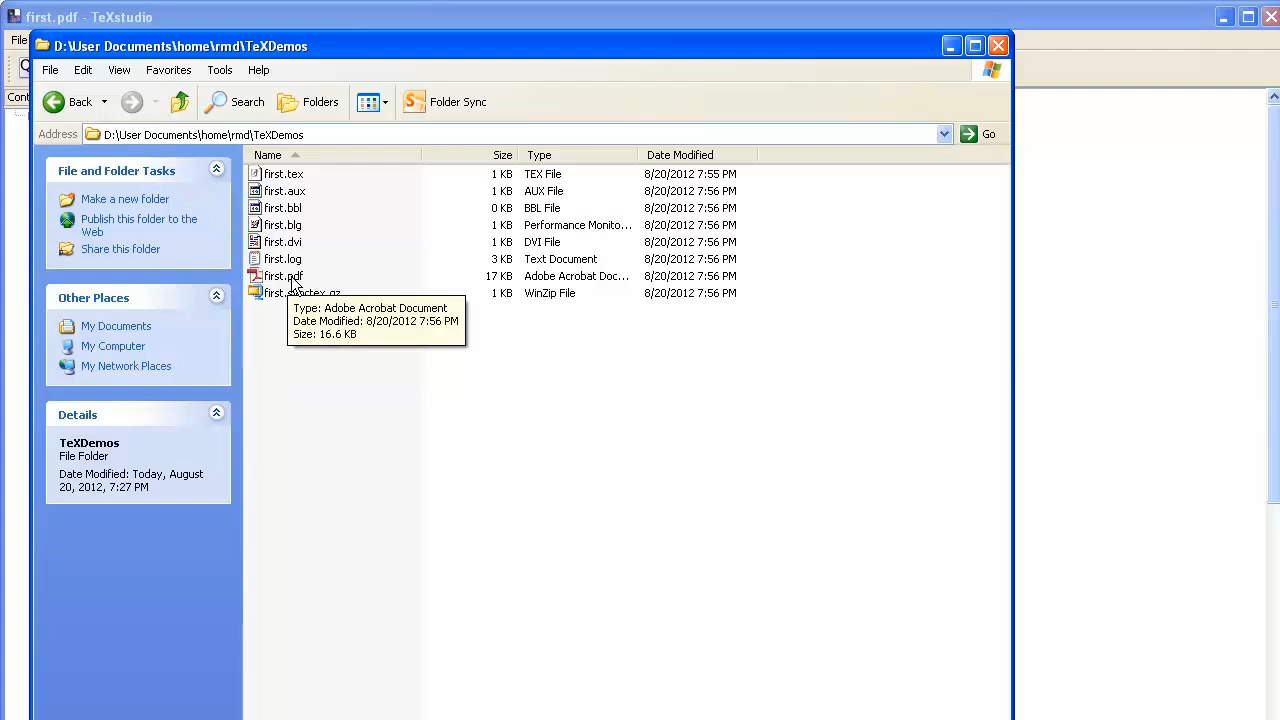 first.pdf - TeXstudio
File
D:\User Documents\home\rmd\TeXDemos
File Edit View Favorites Tools Help
Back Search Folders Folder Sync
Address D:\User Documents\home\rmd\TeXDemos Go
Name Size Type Date Modified
first.tex 1 KB TEX File 8/20/2012 7:55 PM
first.aux 1 KB AUX File 8/20/2012 7:56 PM
first.bbl 0 KB BBL File 8/20/2012 7:56 PM
first.blg 1 KB Performance Monito... 8/20/2012 7:56 PM
first.dvi 1 KB DVI File 8/20/2012 7:56 PM
first.log 3 KB Text Document 8/20/2012 7:56 PM
first.pdf 17 KB Adobe Acrobat Doc... 8/20/2012 7:56 PM
1 KB WinZip File 8/20/2012 7:56 PM
Type: Adobe Acrobat Document
Date Modified: 8/20/2012 7:56 PM
Size: 16.6 KB
File and Folder Tasks
Make a new folder
Publish this folder to the
Web
Share this folder
Other Places
My Documents
My Computer
My Network Places
Details
TeXDemos
File Folder
Date Modified: Today, August
20, 2012, 7:27 PM